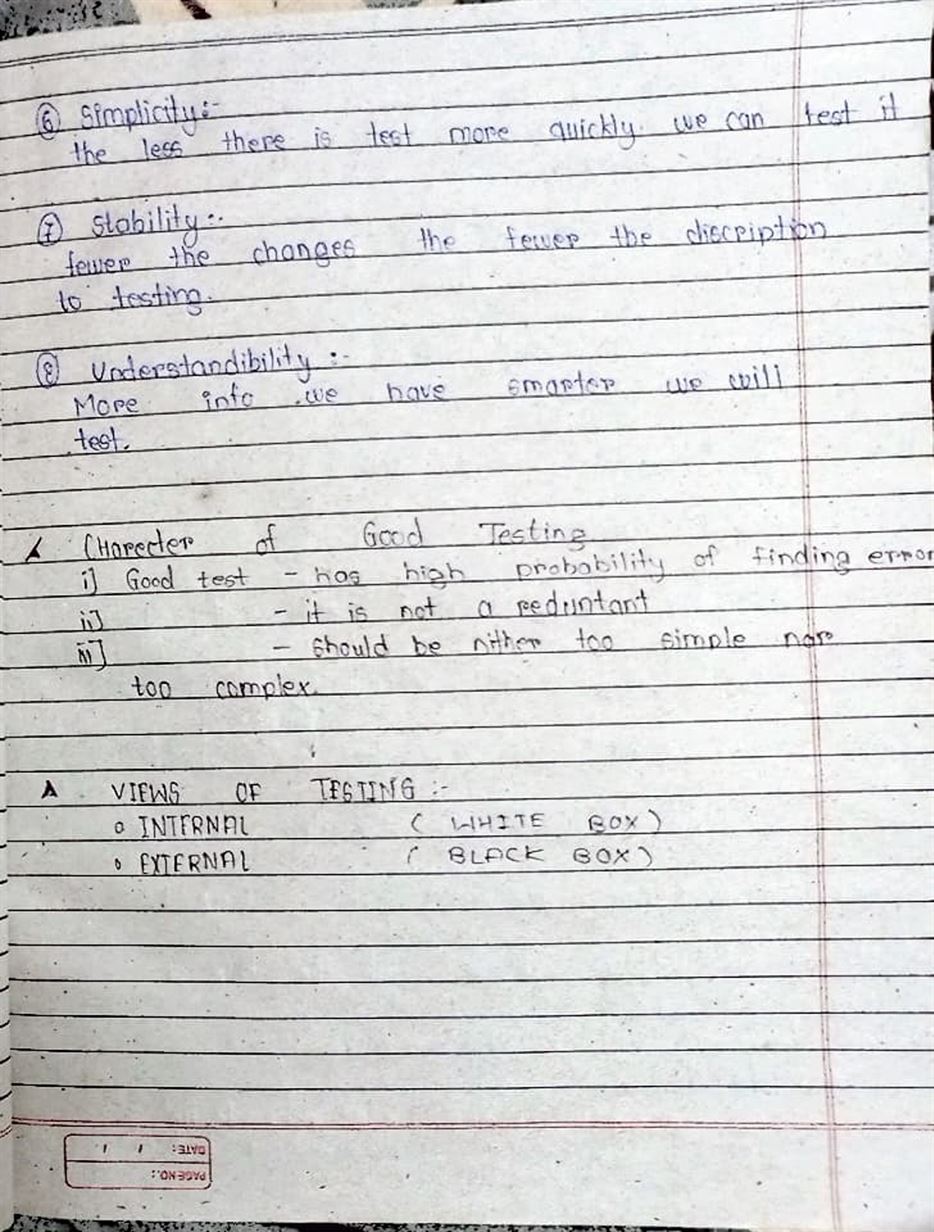 ⑥ Simplicity:-
the less there is test more quickly we can test it
⑦ Stability:-
fewer the changes the fewer the discription
to testing.
⑧ Understandibility :-
More info we have smarter we will
test.
Charecter of Good Testing
i] Good test - has high probability of finding error
ii] - it is not a reduntant
iii] - should be nither too simple nor
too complex.
VIEWS OF TESTING :-
o INTERNAL ( WHITE BOX )
o EXTERNAL ( BLACK BOX )
DATE: / /
PAGE NO.: